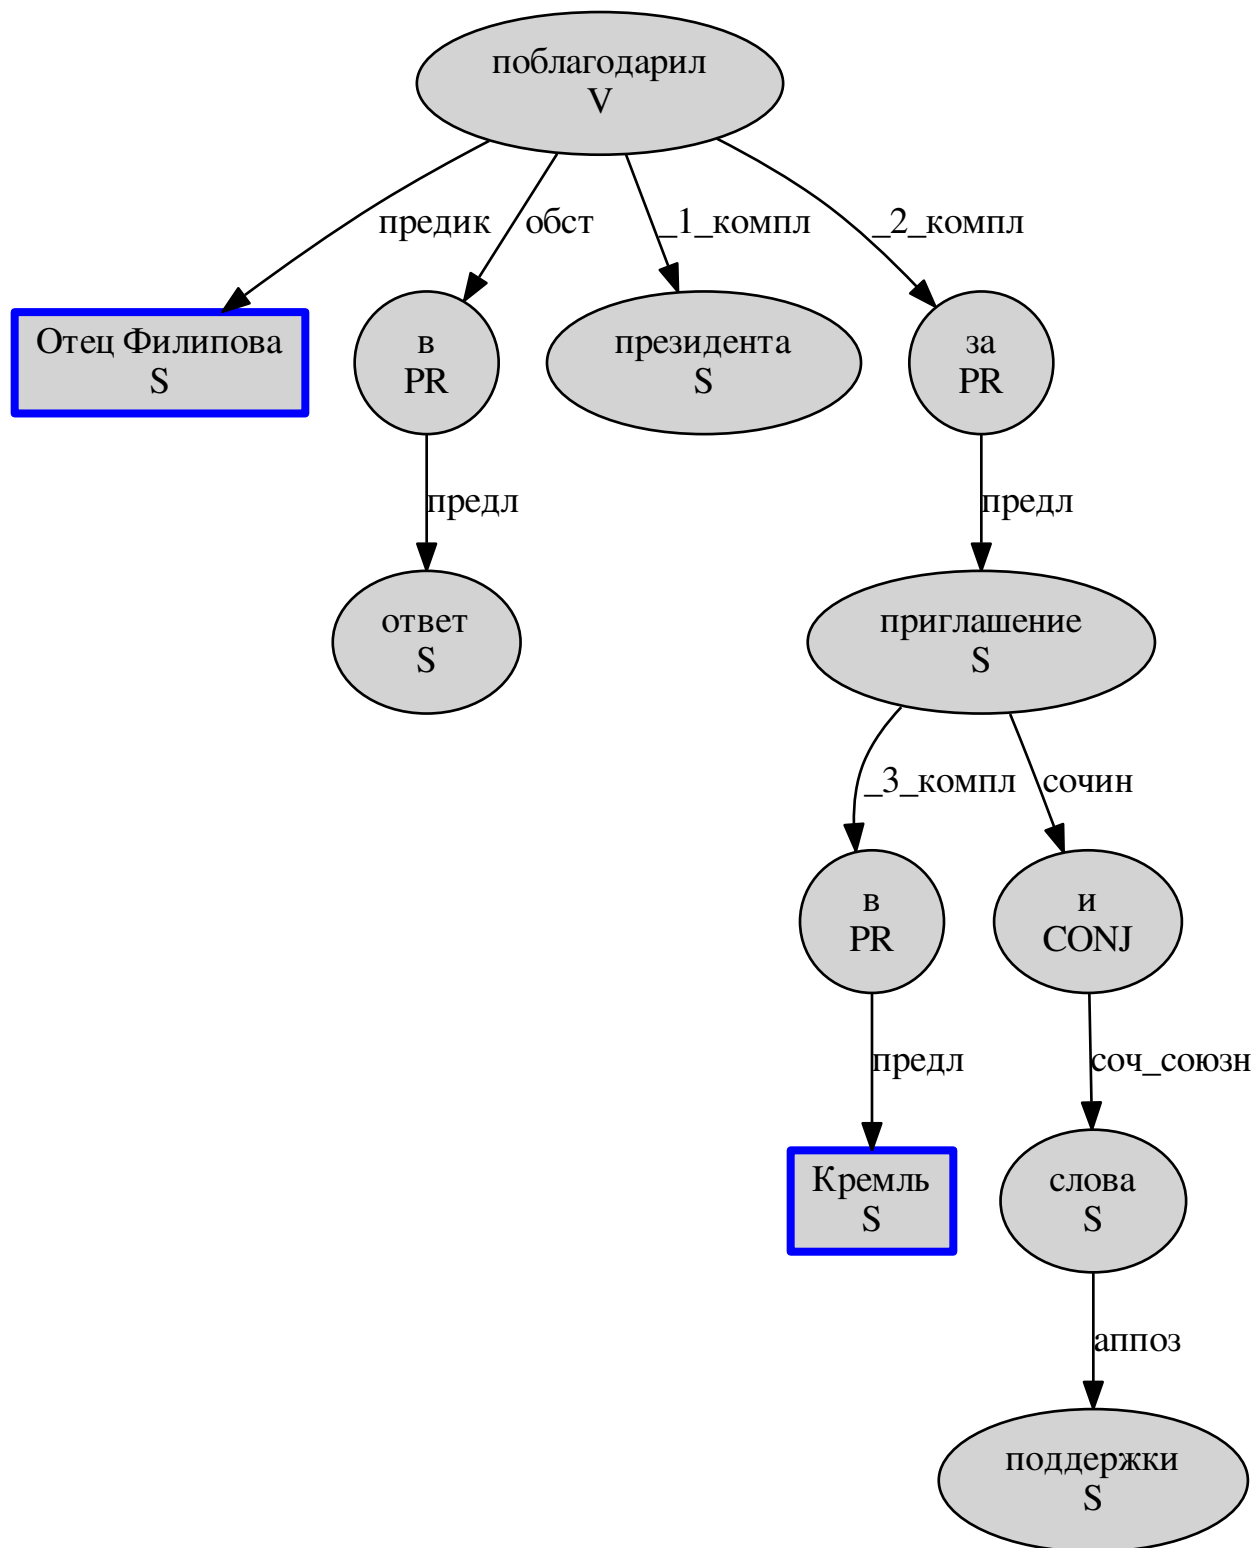 поблагодарил
V
предик
обст
_1_компл
_2_компл
Отец Филипова
S
в
PR
президента
S
за
PR
предл
предл
ответ
S
приглашение
S
_3_компл
сочин
в
PR
и
CONJ
предл
соч_союзн
Кремль
S
слова
S
аппоз
поддержки
S